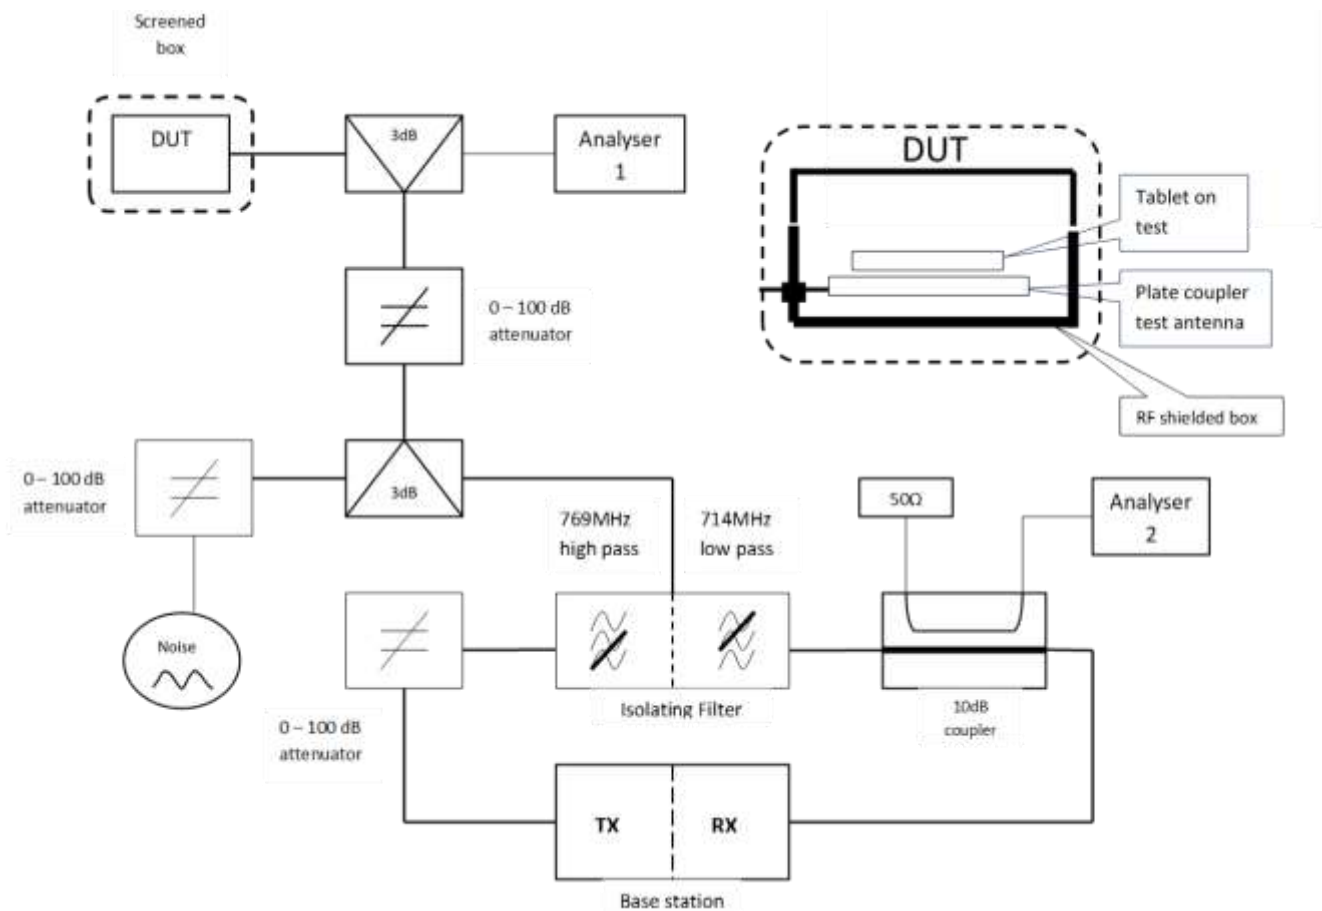 Screened
box
DUT
3dB
Analyser
1
DUT
Tablet on
test
Plate coupler
test antenna
RF shielded box
0 – 100 dB
attenuator
0 – 100 dB
attenuator
3dB
769MHz
high pass
714MHz
low pass
50Ω
Analyser
2
Noise
0 – 100 dB
attenuator
Isolating Filter
10dB
coupler
TX
RX
Base station